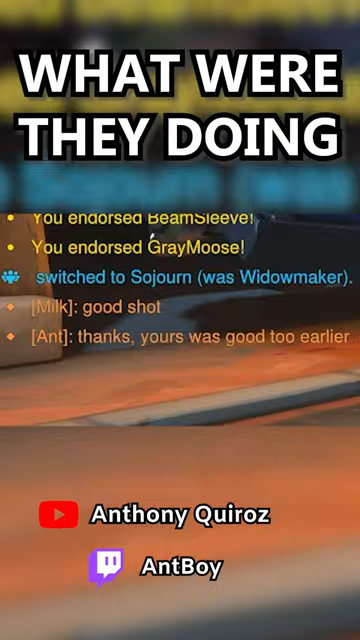 WHAT WERE
THEY DOING
You endorsed BeamSleeve!
You endorsed GrayMoose!
switched to Sojourn (was Widowmaker).
[Milk]: good shot
[Ant]: thanks, yours was good too earlier
Anthony Quiroz
AntBoy